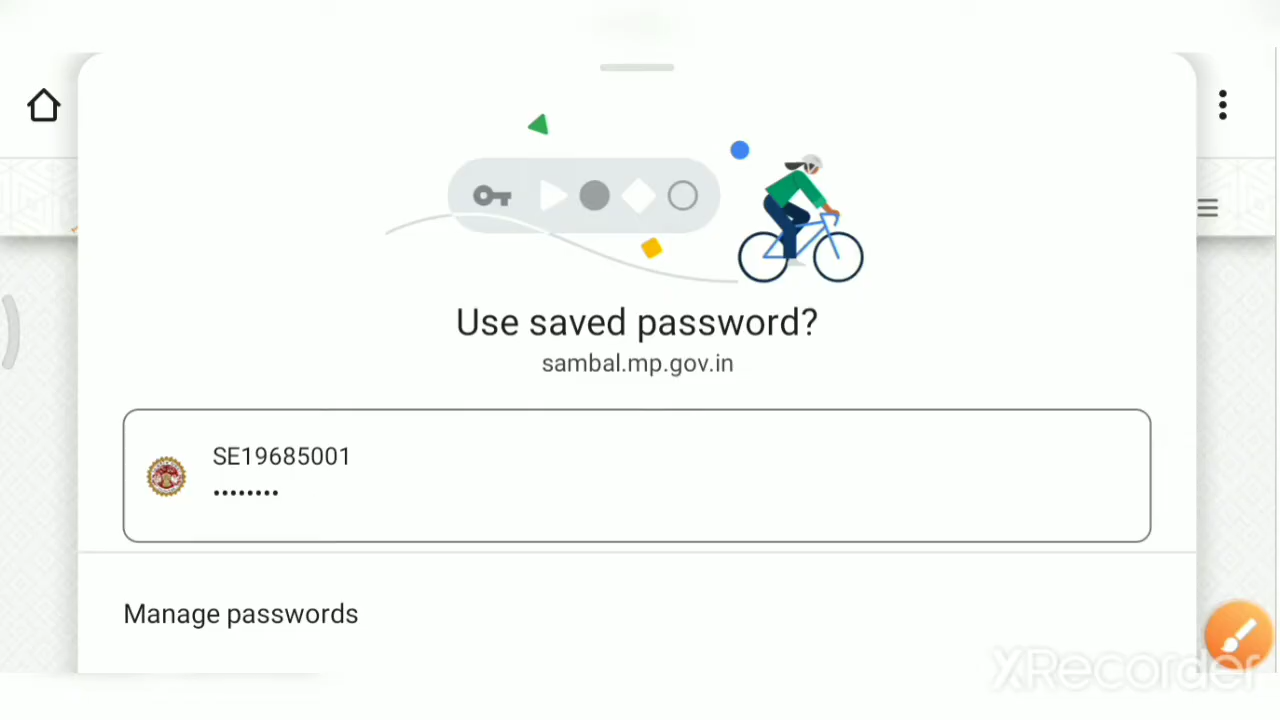 Use saved password?
sambal.mp.gov.in
SE19685001
••••••••
Manage passwords
XRecorder